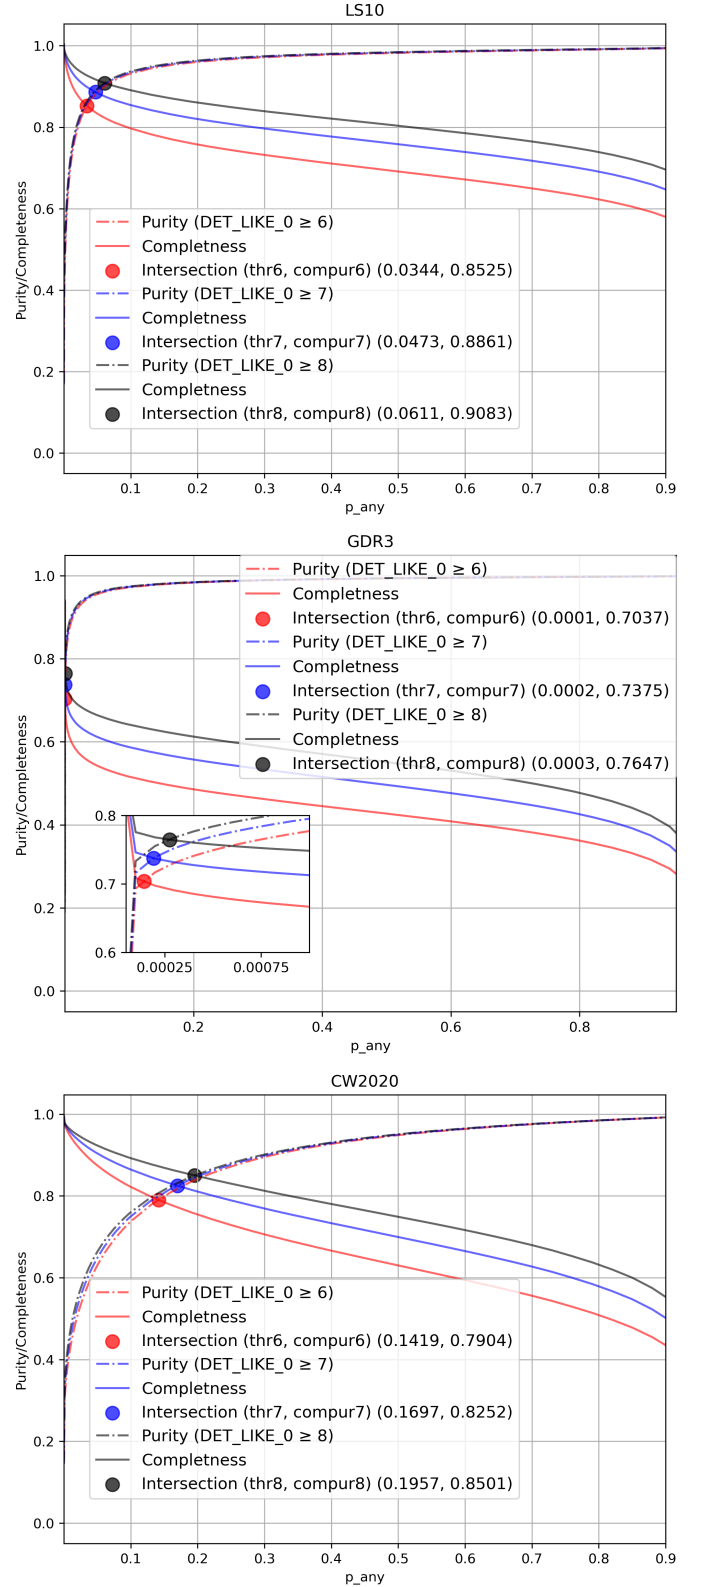 LS10
1.0
0.8
0.6
0.4
0.2
0.0
Purity/Completeness
Purity (DET_LIKE_0 ≥ 6)
Completness
Intersection (thr6, compur6) (0.0344, 0.8525)
Purity (DET_LIKE_0 ≥ 7)
Completness
Intersection (thr7, compur7) (0.0473, 0.8861)
Purity (DET_LIKE_0 ≥ 8)
Completness
Intersection (thr8, compur8) (0.0611, 0.9083)
0.1 0.2 0.3 0.4 0.5 0.6 0.7 0.8 0.9
p_any
GDR3
1.0
0.8
0.6
0.4
0.2
0.0
Purity/Completeness
Purity (DET_LIKE_0 ≥ 6)
Completness
Intersection (thr6, compur6) (0.0001, 0.7037)
Purity (DET_LIKE_0 ≥ 7)
Completness
Intersection (thr7, compur7) (0.0002, 0.7375)
Purity (DET_LIKE_0 ≥ 8)
Completness
Intersection (thr8, compur8) (0.0003, 0.7647)
0.8
0.7
0.6
0.00025 0.00075
0.2 0.4 0.6 0.8
p_any
CW2020
1.0
0.8
0.6
0.4
0.2
0.0
Purity/Completeness
Purity (DET_LIKE_0 ≥ 6)
Completness
Intersection (thr6, compur6) (0.1419, 0.7904)
Purity (DET_LIKE_0 ≥ 7)
Completness
Intersection (thr7, compur7) (0.1697, 0.8252)
Purity (DET_LIKE_0 ≥ 8)
Completness
Intersection (thr8, compur8) (0.1957, 0.8501)
0.1 0.2 0.3 0.4 0.5 0.6 0.7 0.8 0.9
p_any